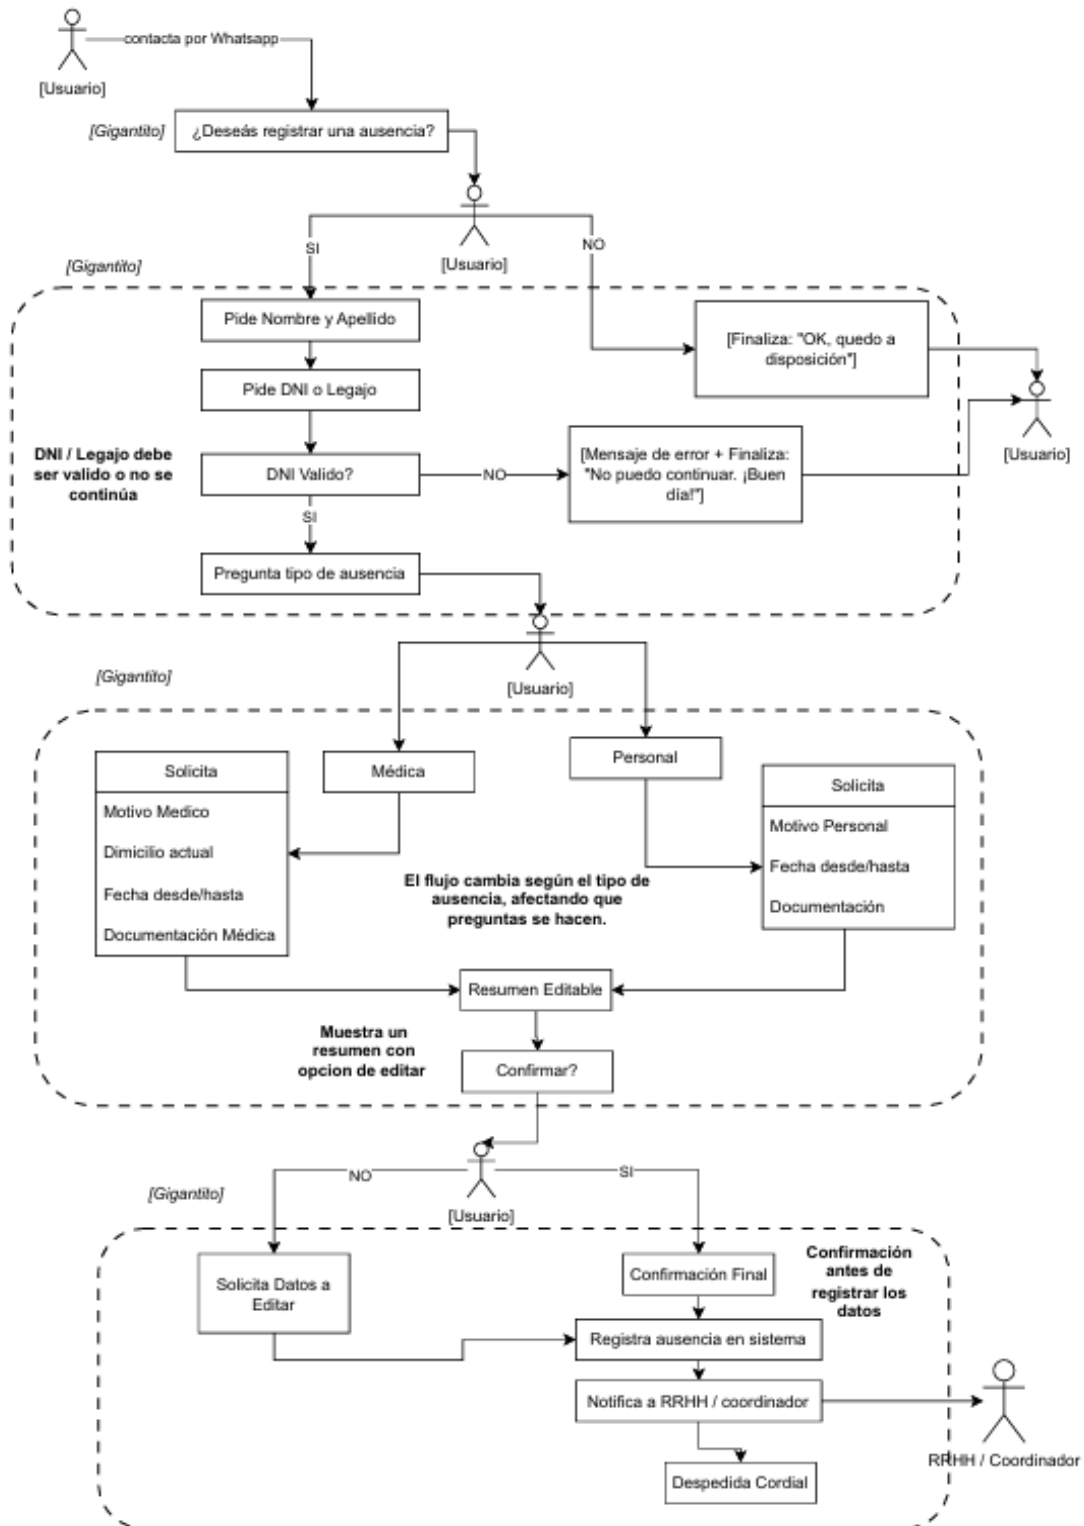 contacta por Whatsapp
[Usuario]
[Gigantito]
¿Deseás registrar una ausencia?
[Usuario]
SI
NO
[Gigantito]
Pide Nombre y Apellido
[Finaliza: "OK, quedo a
disposición"]
Pide DNI o Legajo
[Usuario]
DNI / Legajo debe
ser valido o no se
continúa
DNI Valido?
NO
[Mensaje de error + Finaliza:
"No puedo continuar. ¡Buen
día!"]
SI
Pregunta tipo de ausencia
[Usuario]
[Gigantito]
Solicita
Motivo Medico
Dimicilio actual
Fecha desde/hasta
Documentación Médica
Médica
Personal
Solicita
Motivo Personal
Fecha desde/hasta
Documentación
El flujo cambia según el tipo de
ausencia, afectando que
preguntas se hacen.
Resumen Editable
Muestra un
resumen con
opcion de editar
Confirmar?
NO
SI
[Usuario]
[Gigantito]
Solicita Datos a
Editar
Confirmación Final
Confirmación
antes de
registrar los
datos
Registra ausencia en sistema
Notifica a RRHH / coordinador
RRHH / Coordinador
Despedida Cordial